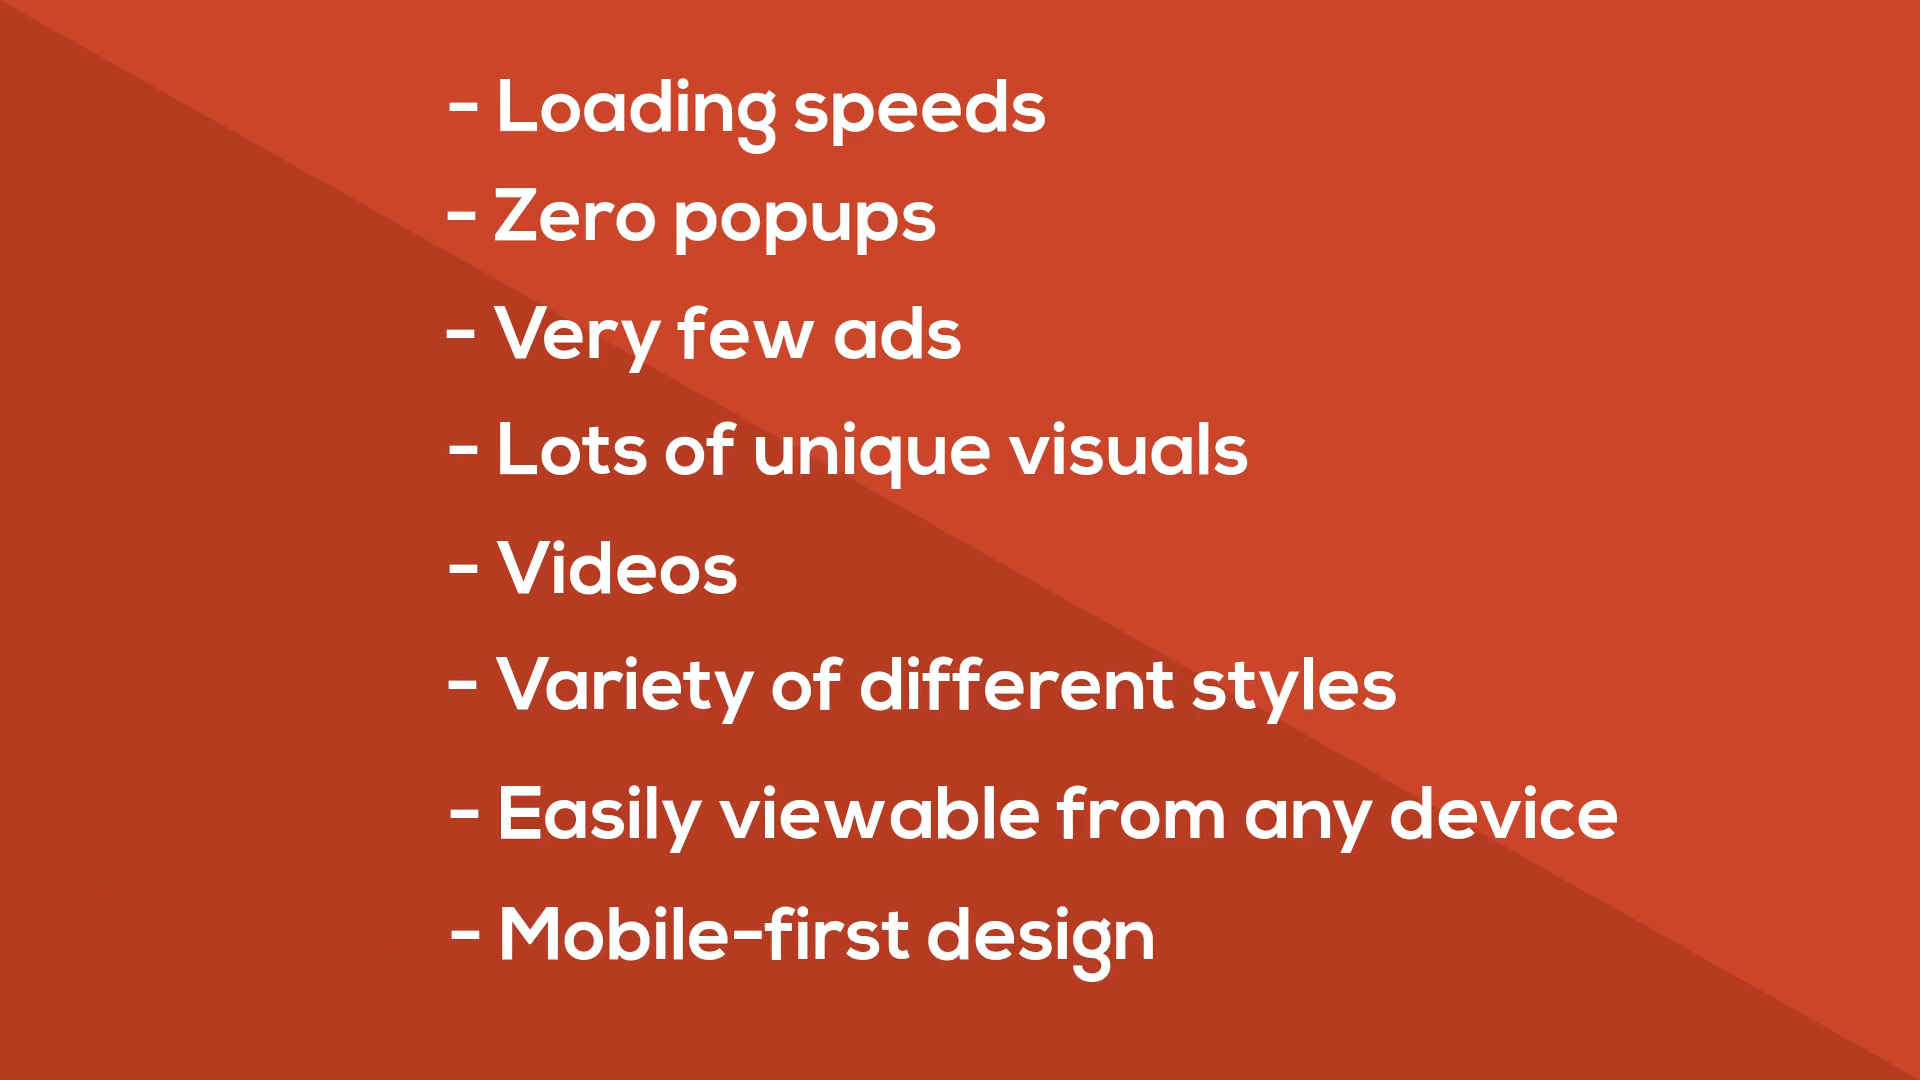 - Loading speeds
- Zero popups
- Very few ads
- Lots of unique visuals
- Videos
- Variety of different styles
- Easily viewable from any device
- Mobile-first design